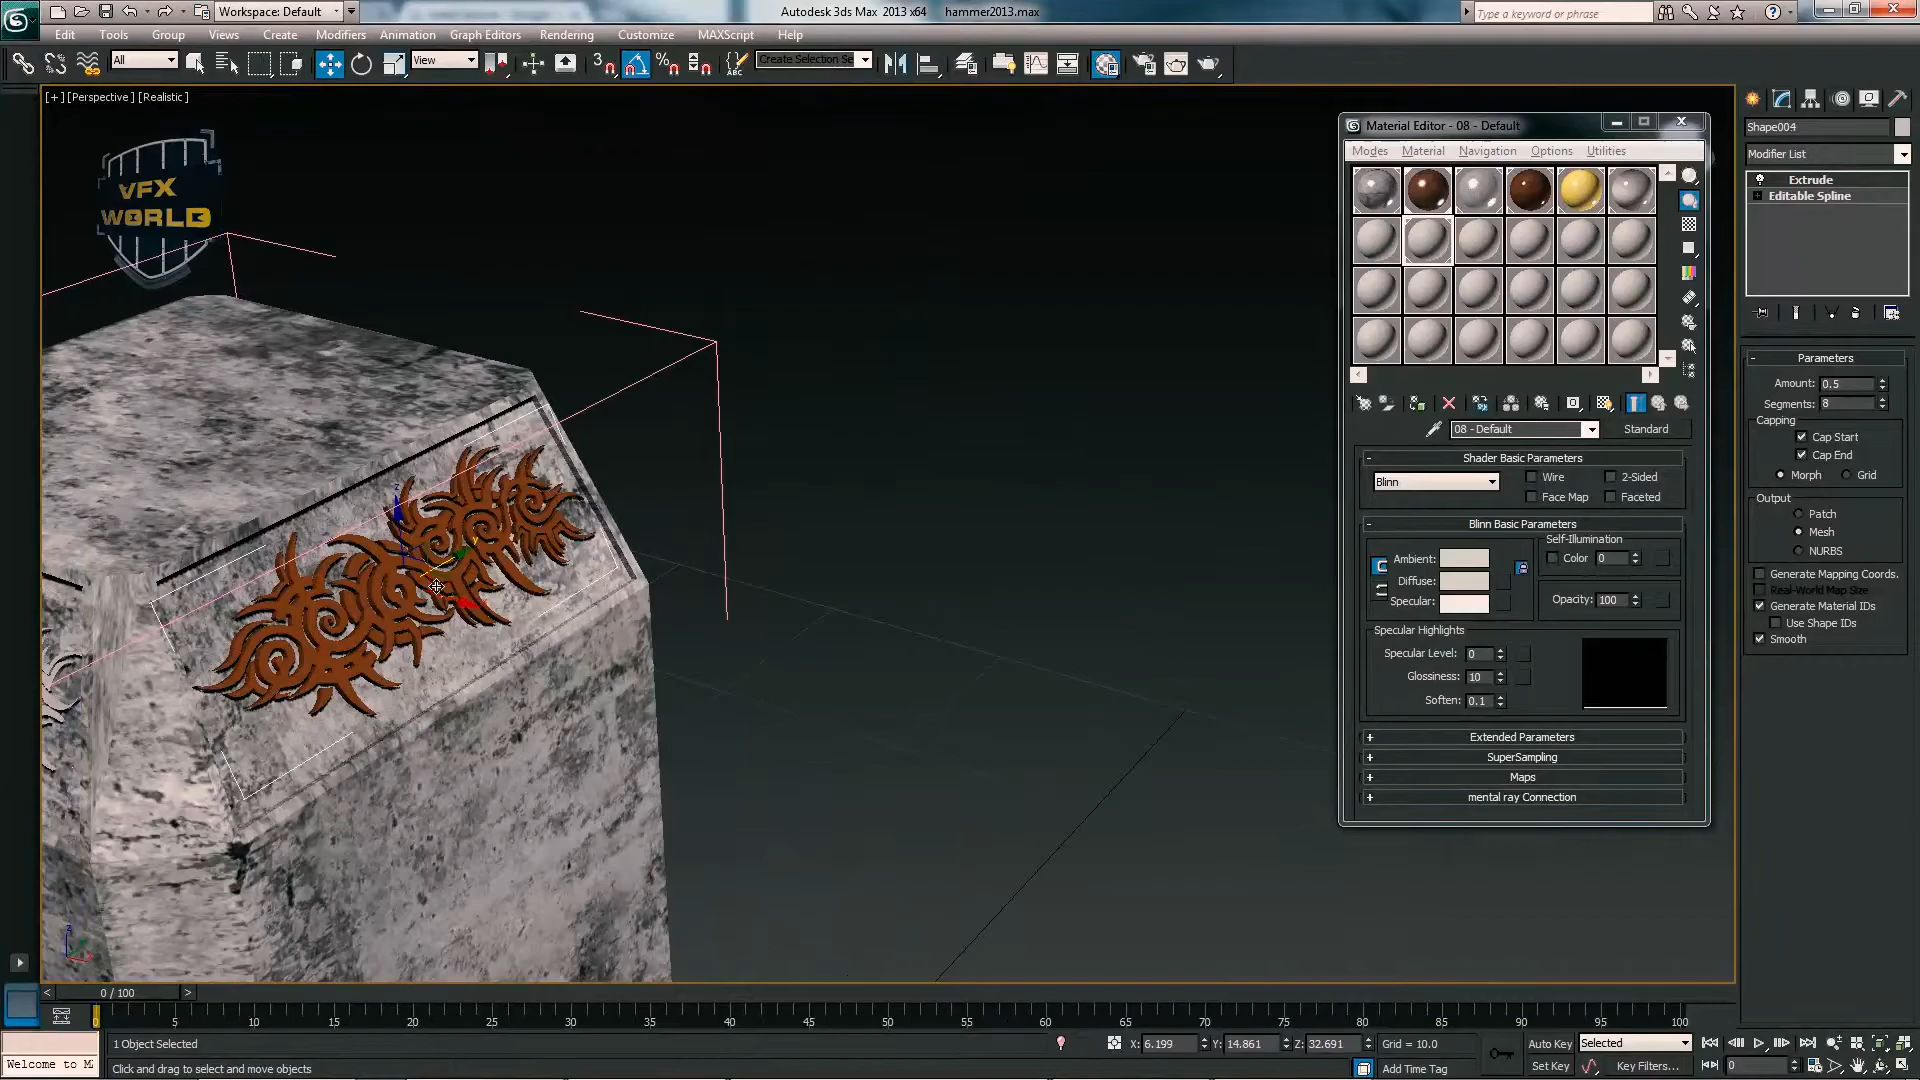 Workspace: Default
Autodesk 3ds Max 2013 x64 hammer2013.max
Type a keyword or phrase
Edit Tools Group Views Create Modifiers Animation Graph Editors Rendering Customize MAXScript Help
All View Create Selection Se
[+] [Perspective] [Realistic]
VFX
WORLD
Material Editor - 08 - Default
Modes Material Navigation Options Utilities
08 - Default Standard
Shader Basic Parameters
Blinn Wire 2-Sided
Face Map Faceted
Blinn Basic Parameters
Self-Illumination
Ambient: Color 0
Diffuse:
Specular: Opacity: 100
Specular Highlights
Specular Level: 0
Glossiness: 10
Soften: 0.1
Extended Parameters
SuperSampling
Maps
mental ray Connection
Shape004
Modifier List
Extrude
Editable Spline
Parameters
Amount: 0.5
Segments: 8
Capping
Cap Start
Cap End
Morph Grid
Output
Patch
Mesh
NURBS
Generate Mapping Coords.
Real-World Map Size
Generate Material IDs
Use Shape IDs
Smooth
0 / 100
0 5 10 15 20 25 30 35 40 45 50 55 60 65 70 75 80 85 90 95 100
1 Object Selected X: 6.199 Y: 14.861 Z: 32.691 Grid = 10.0 Auto Key Selected
Welcome to M Click and drag to select and move objects Add Time Tag Set Key Key Filters... 0